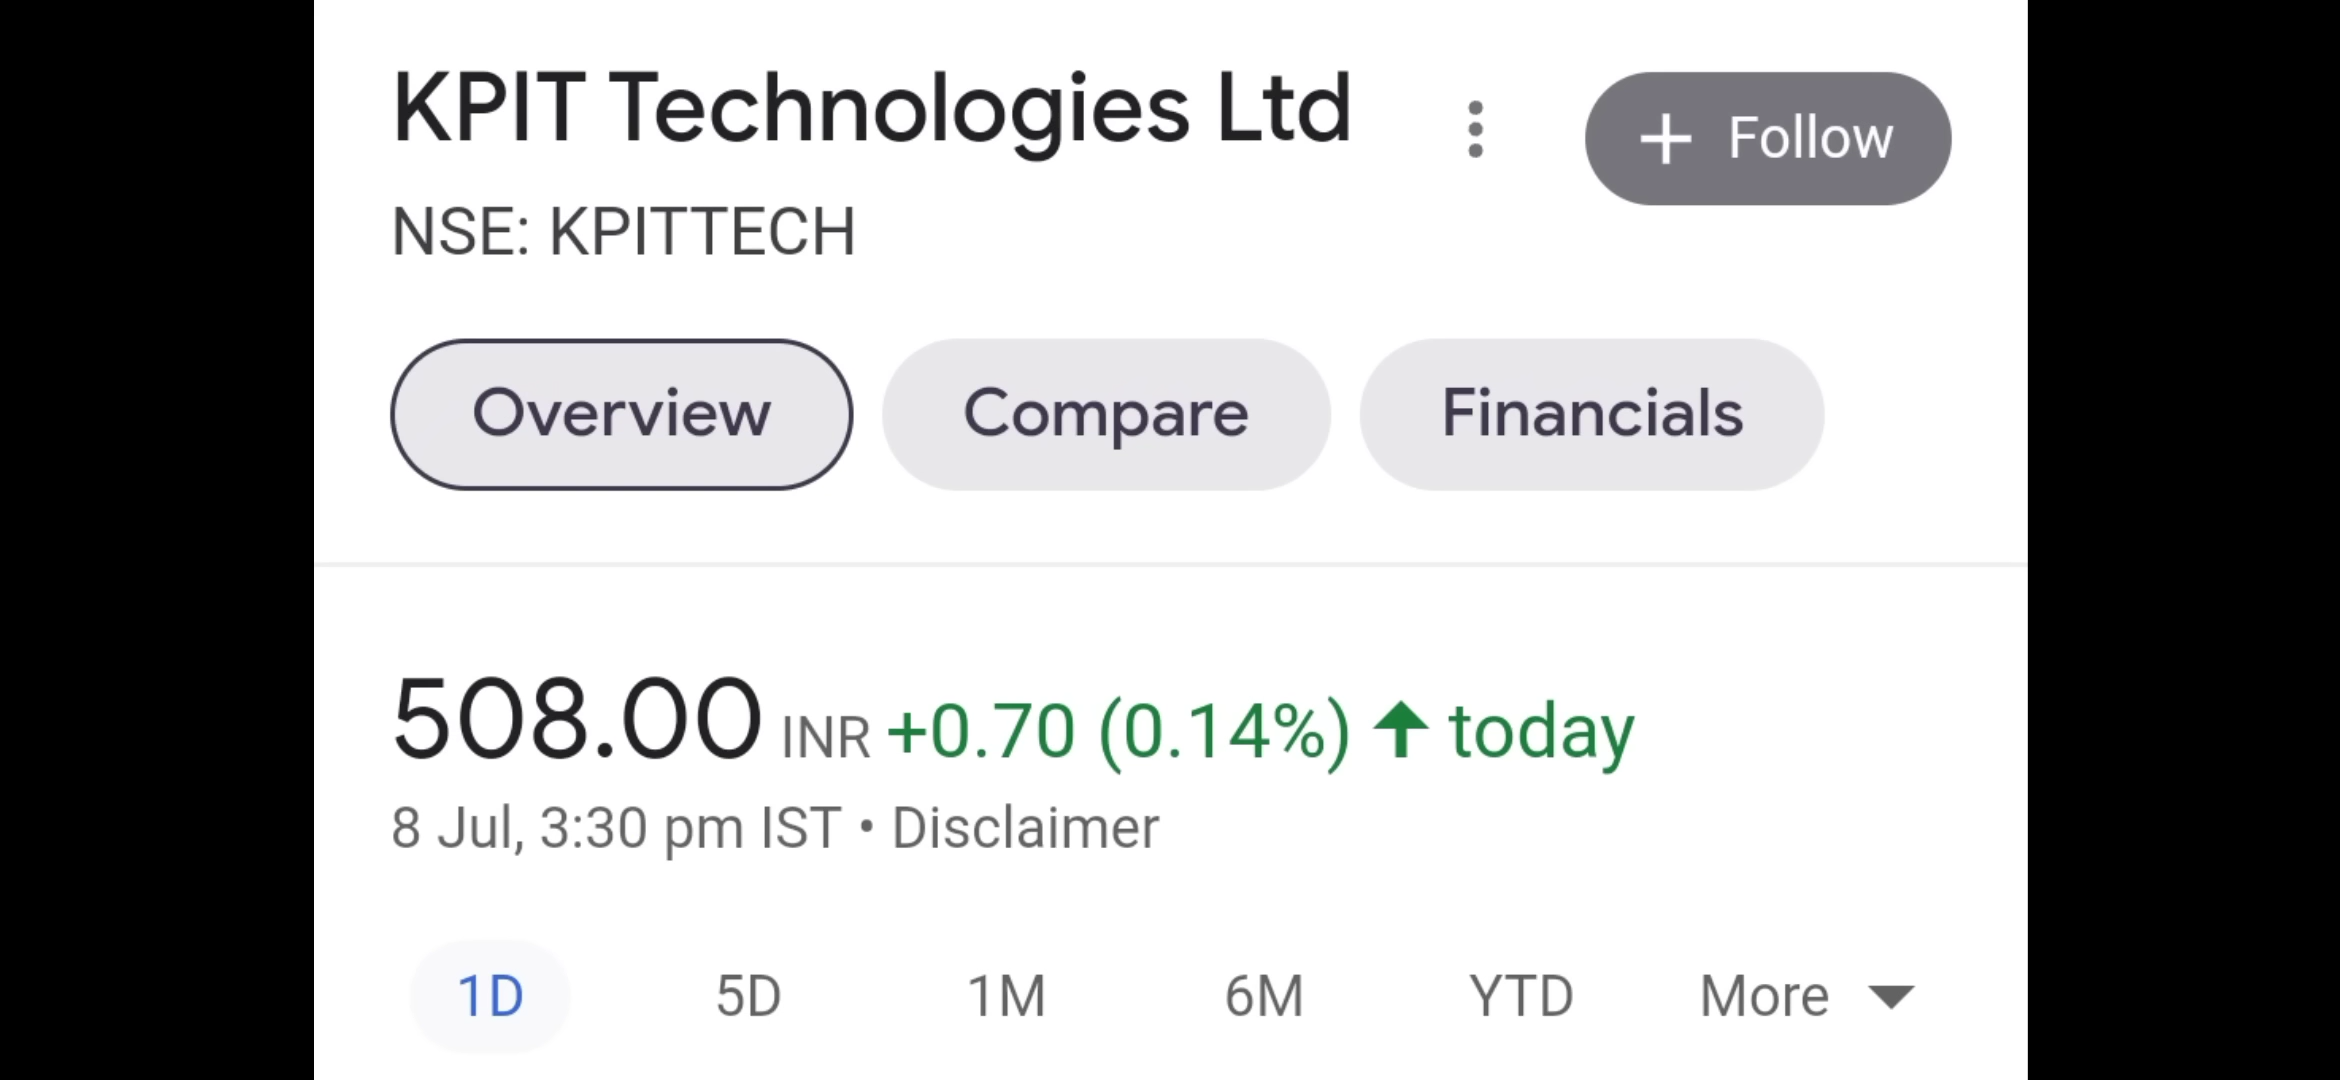 KPIT Technologies Ltd
+ Follow
NSE: KPITTECH
Overview Compare Financials
508.00 INR +0.70 (0.14%) ↑ today
8 Jul, 3:30 pm IST • Disclaimer
1D 5D 1M 6M YTD More